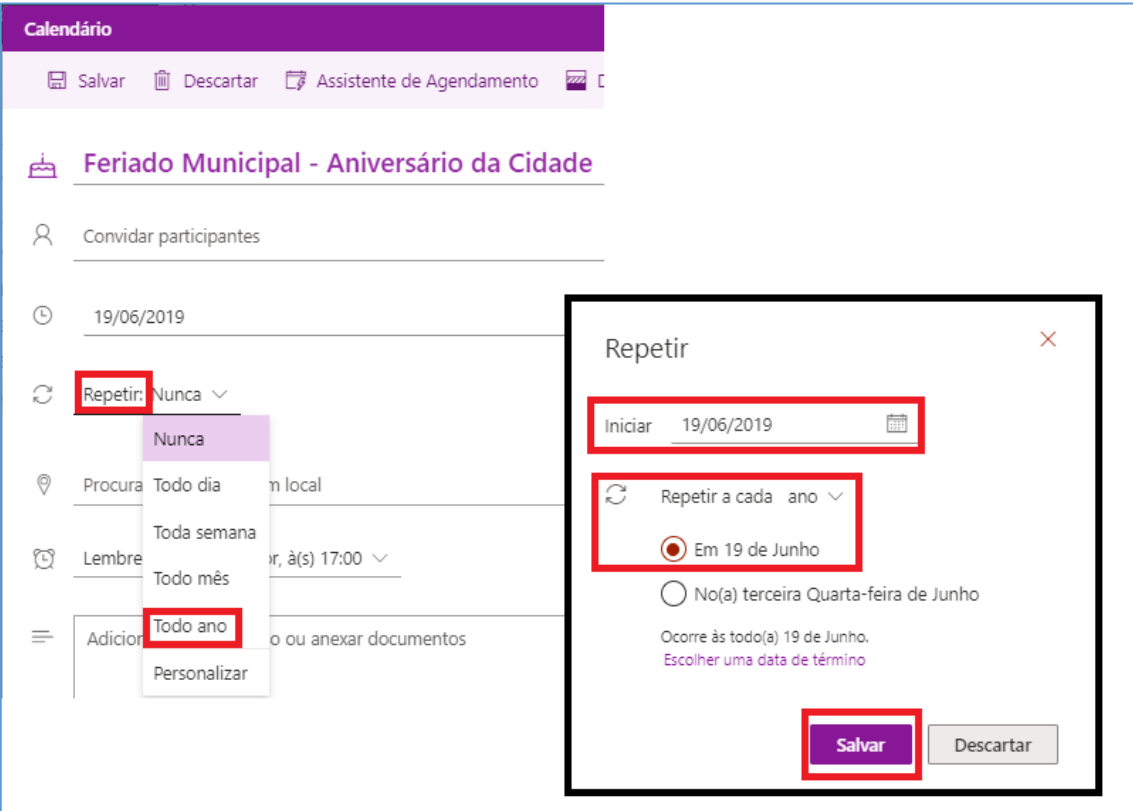 Calendário
Salvar Descartar Assistente de Agendamento
Feriado Municipal - Aniversário da Cidade
Convidar participantes
19/06/2019
Repetir: Nunca
Nunca
Todo dia
Toda semana
Todo mês
Todo ano
Personalizar
Procura m local
Lembre or, à(s) 17:00
Adicion o ou anexar documentos
Repetir
Iniciar 19/06/2019
Repetir a cada ano
Em 19 de Junho
No(a) terceira Quarta-feira de Junho
Ocorre às todo(a) 19 de Junho.
Escolher uma data de término
Salvar Descartar